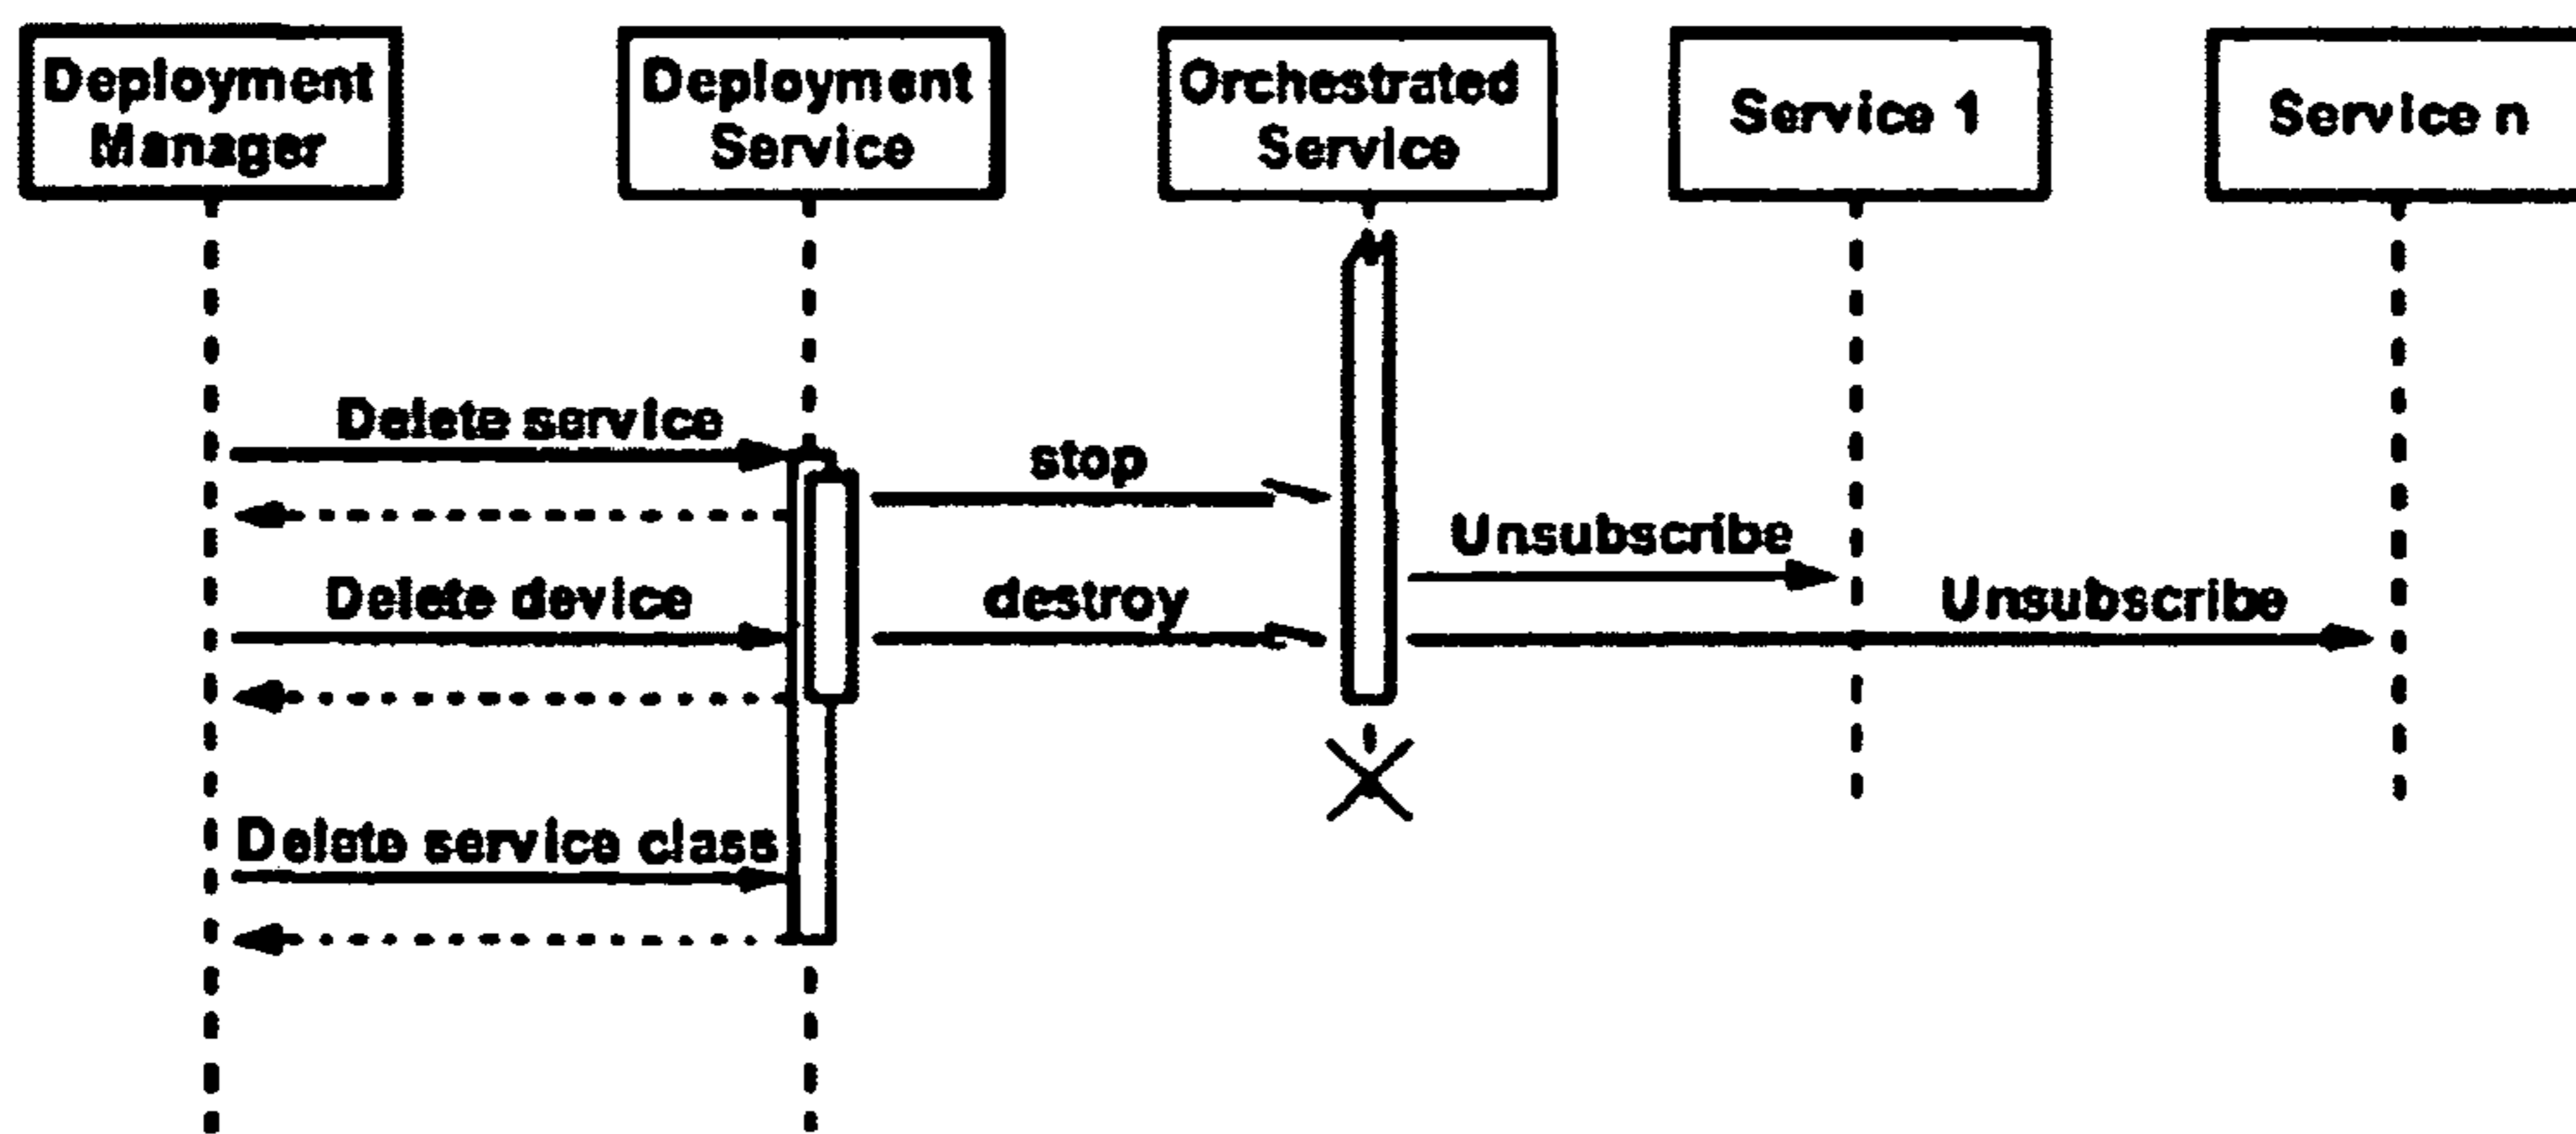 Deployment
Manager
Deployment
Service
Orchestrated
Service
Service 1
Service n
Delete service
stop
Unsubscribe
Delete device
destroy
Unsubscribe
Delete service class